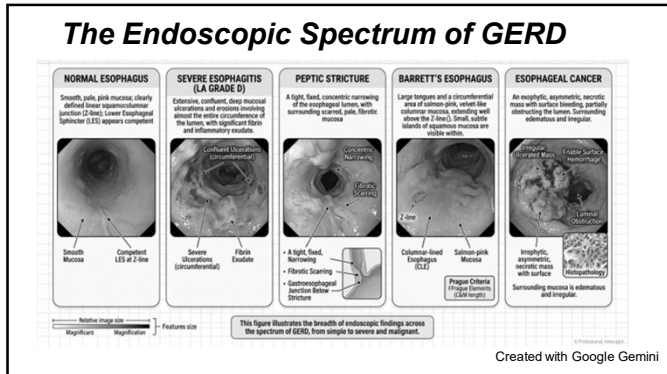 The Endoscopic Spectrum of GERD
NORMAL ESOPHAGUS
Smooth, pale, pink mucosa; clearly
defined linear squamocolumnar
junction (Z-line); Lower Esophageal
Sphincter (LES) appears competent
Smooth
Mucosa
Competent
LES at Z-line
SEVERE ESOPHAGITIS
(LA GRADE D)
Extensive, confluent, deep mucosal
ulcerations and erosions involving
almost the entire circumference of
the lumen, with significant fibrin
and inflammatory exudate.
Confluent Ulcerations
(circumferential)
Severe
Ulcerations
(circumferential)
Fibrin
Exudate
PEPTIC STRICTURE
A tight, fixed, concentric narrowing
of the esophageal lumen, with
surrounding scarred, pale, fibrotic
mucosa
Concentric
Narrowing
Fibrotic
Scarring
• A tight, fixed,
Narrowing
• Fibrotic Scarring
• Gastroesophageal
Junction Below
Stricture
BARRETT'S ESOPHAGUS
Large tongues and a circumferential area
of salmon-pink, velvet-like
columnar mucosa, extending well
above the Z-line(). Small, subtle
islands of squamous mucosa are
visible within.
Z-line
Columnar-lined
Esophagus
(CLE)
Salmon-pink
Mucosa
Prague Criteria
(C&M length)
ESOPHAGEAL CANCER
An exophytic, asymmetric, necrotic
mass with surface bleeding, partially
obstructing the lumen. Surrounding
edematous and irregular.
Irregular
Ulcerated Mass
Friable Surface
Hemorrhage
Luminal
Obstruction
Irrophytic,
asymmetric,
necrotic mass
with surface
Histopathology
Surrounding mucosa is edematous
and irregular.
Relative image size
Magnificant
Magnification
Features size
This figure illustrates the breadth of endoscopic findings across
the spectrum of GERD, from simple to severe and malignant.
Created with Google Gemini